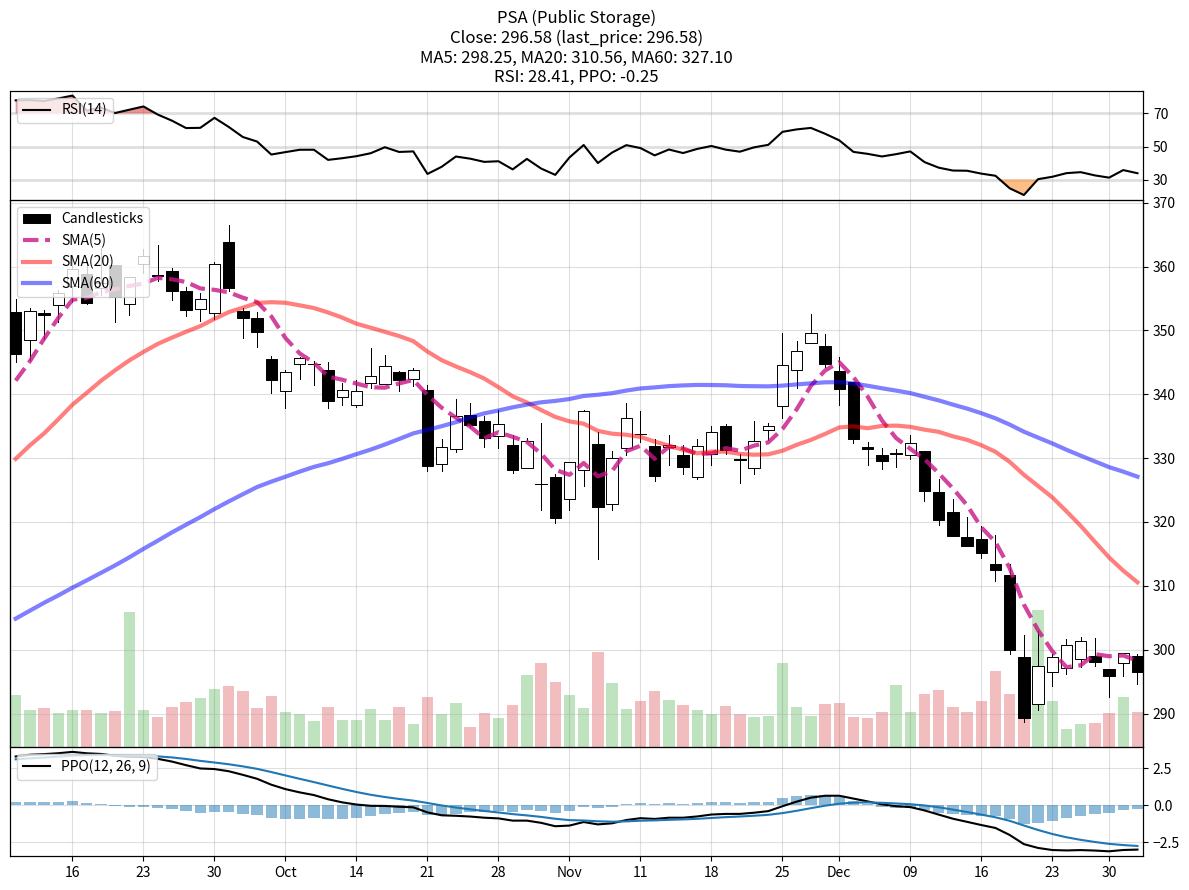 PSA (Public Storage)
Close: 296.58 (last_price: 296.58)
MA5: 298.25, MA20: 310.56, MA60: 327.10
RSI: 28.41, PPO: -0.25
RSI(14)
70
50
30
Candlesticks
SMA(5)
SMA(20)
SMA(60)
370
360
350
340
330
320
310
300
290
PPO(12, 26, 9)
2.5
0.0
−2.5
16 23 30 Oct 14 21 28 Nov 11 18 25 Dec 09 16 23 30